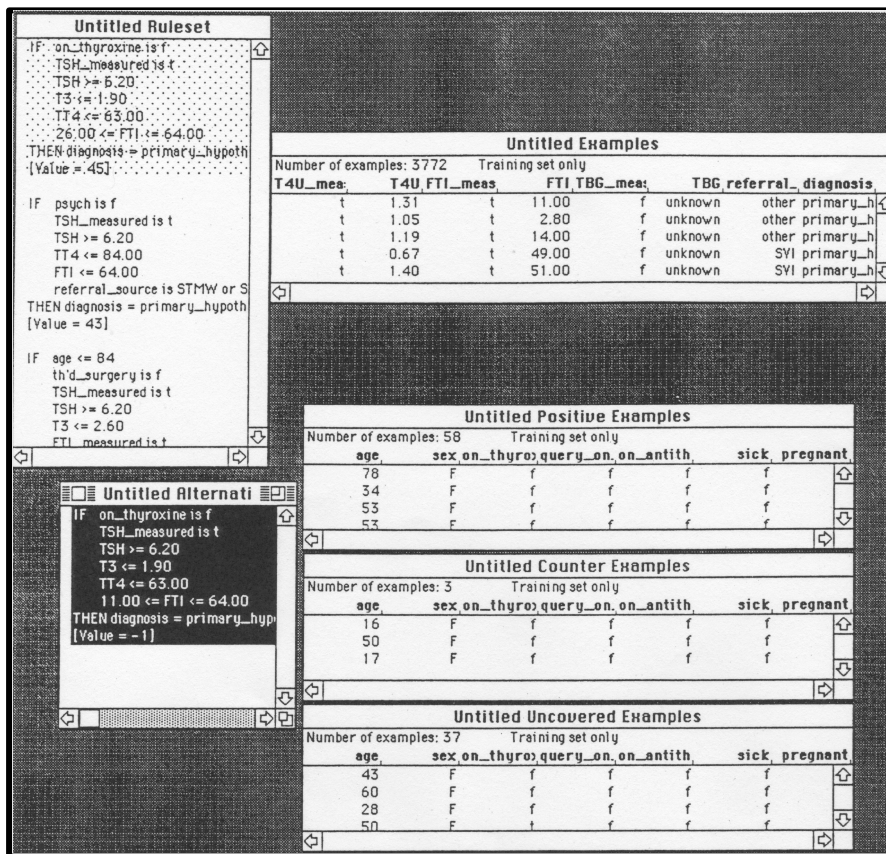 Untitled Ruleset
IF on_thyroxine is f
TSH_measured is t
TSH >= 6.20
T3 <= 1.90
TT4 <= 63.00
26.00 <= FTI <= 64.00
THEN diagnosis = primary_hypoth
[Value = 45]
IF psych is f
TSH_measured is t
TSH >= 6.20
TT4 <= 84.00
FTI <= 64.00
referral_source is STMW or S
THEN diagnosis = primary_hypoth
[Value = 43]
IF age <= 84
th'd_surgery is f
TSH_measured is t
TSH >= 6.20
T3 <= 2.60
FTI_measured is t
Untitled Examples
Number of examples: 3772 Training set only
T4U_mea: T4U FTI_meas FTI TBG_meas TBG referral_ diagnosis
t 1.31 t 11.00 f unknown other primary_h
t 1.05 t 2.80 f unknown other primary_h
t 1.19 t 14.00 f unknown other primary_h
t 0.67 t 49.00 f unknown SVI primary_h
t 1.40 t 51.00 f unknown SVI primary_h
Untitled Alternati
IF on_thyroxine is f
TSH_measured is t
TSH >= 6.20
T3 <= 1.90
TT4 <= 63.00
11.00 <= FTI <= 64.00
THEN diagnosis = primary_hyp
[Value = -1]
Untitled Positive Examples
Number of examples: 58 Training set only
age sex on_thyro query_on. on_antith sick pregnant
78 F f f f f
34 F f f f f
53 F f f f f
53 F f f f f
Untitled Counter Examples
Number of examples: 3 Training set only
age sex on_thyro query_on. on_antith sick pregnant
16 F f f f f
50 F f f f f
17 F f f f f
Untitled Uncovered Examples
Number of examples: 37 Training set only
age sex on_thyro query_on. on_antith sick pregnant
43 F f f f f
60 F f f f f
28 F f f f f
50 F t f f f